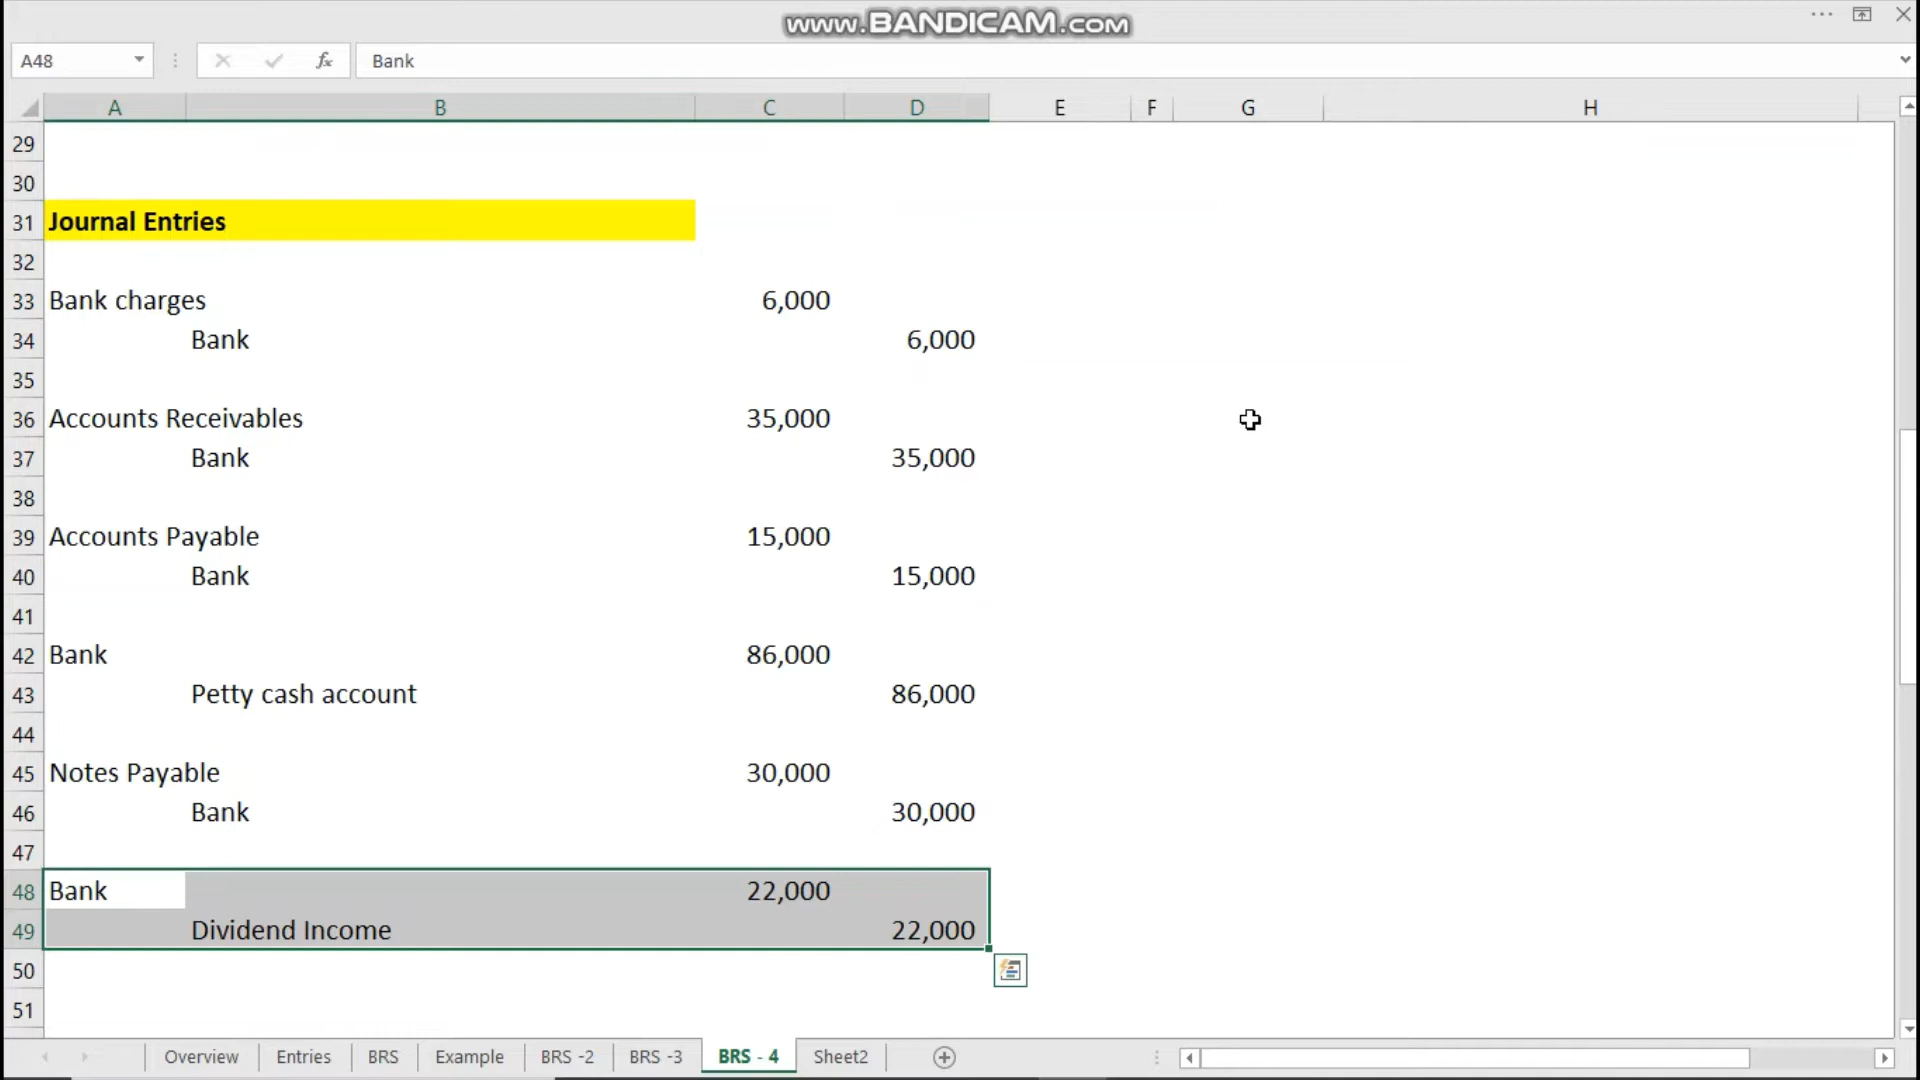 www.BANDICAM.com
A48 fx Bank
A B C D E F G H
29
30
31 Journal Entries
32
33 Bank charges 6,000
34 Bank 6,000
35
36 Accounts Receivables 35,000
37 Bank 35,000
38
39 Accounts Payable 15,000
40 Bank 15,000
41
42 Bank 86,000
43 Petty cash account 86,000
44
45 Notes Payable 30,000
46 Bank 30,000
47
48 Bank 22,000
49 Dividend Income 22,000
50
51
Overview Entries BRS Example BRS -2 BRS -3 BRS - 4 Sheet2